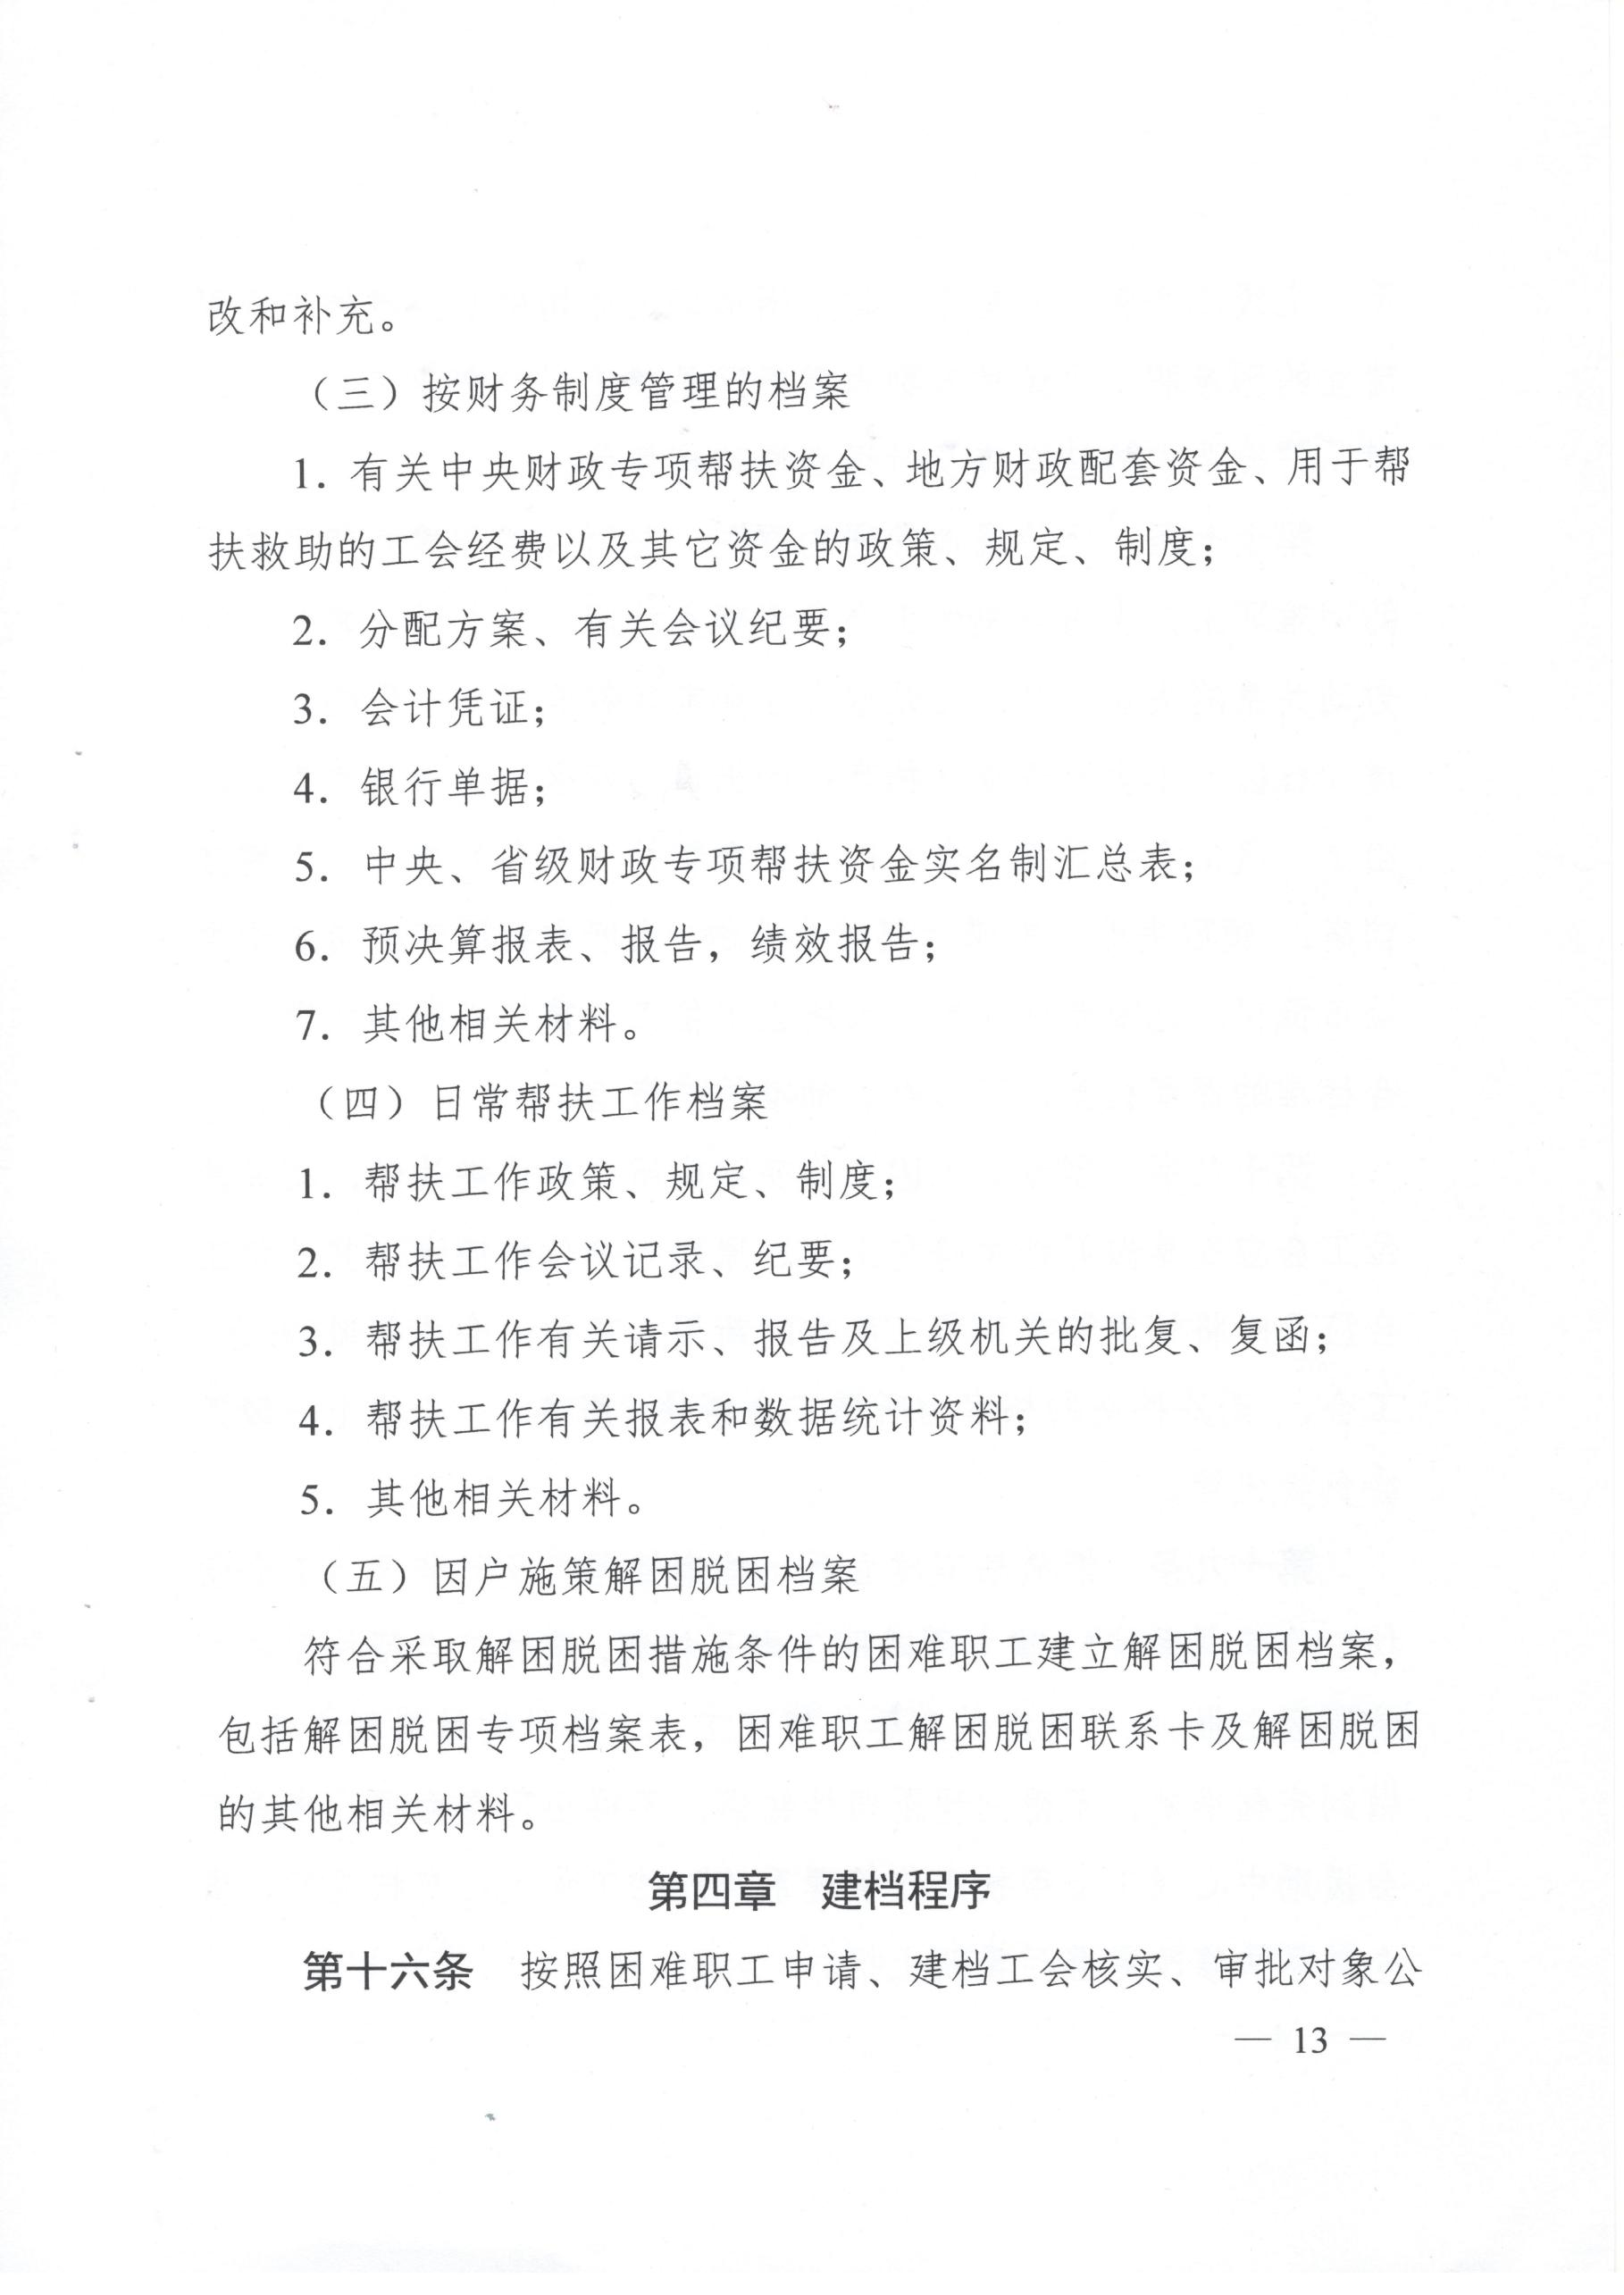 改和补充。
（三）按财务制度管理的档案
1. 有关中央财政专项帮扶资金、地方财政配套资金、用于帮
扶救助的工会经费以及其它资金的政策、规定、制度；
2. 分配方案、有关会议纪要；
3. 会计凭证；
4. 银行单据；
5. 中央、省级财政专项帮扶资金实名制汇总表；
6. 预决算报表、报告，绩效报告；
7. 其他相关材料。
（四）日常帮扶工作档案
1. 帮扶工作政策、规定、制度；
2. 帮扶工作会议记录、纪要；
3. 帮扶工作有关请示、报告及上级机关的批复、复函；
4. 帮扶工作有关报表和数据统计资料；
5. 其他相关材料。
（五）因户施策解困脱困档案
符合采取解困脱困措施条件的困难职工建立解困脱困档案，
包括解困脱困专项档案表，困难职工解困脱困联系卡及解困脱困
的其他相关材料。
第四章　建档程序
第十六条　按照困难职工申请、建档工会核实、审批对象公
— 13 —